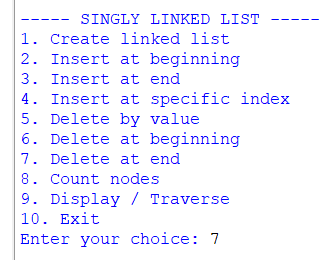 ----- SINGLY LINKED LIST -----
1. Create linked list
2. Insert at beginning
3. Insert at end
4. Insert at specific index
5. Delete by value
6. Delete at beginning
7. Delete at end
8. Count nodes
9. Display / Traverse
10. Exit
Enter your choice: 7